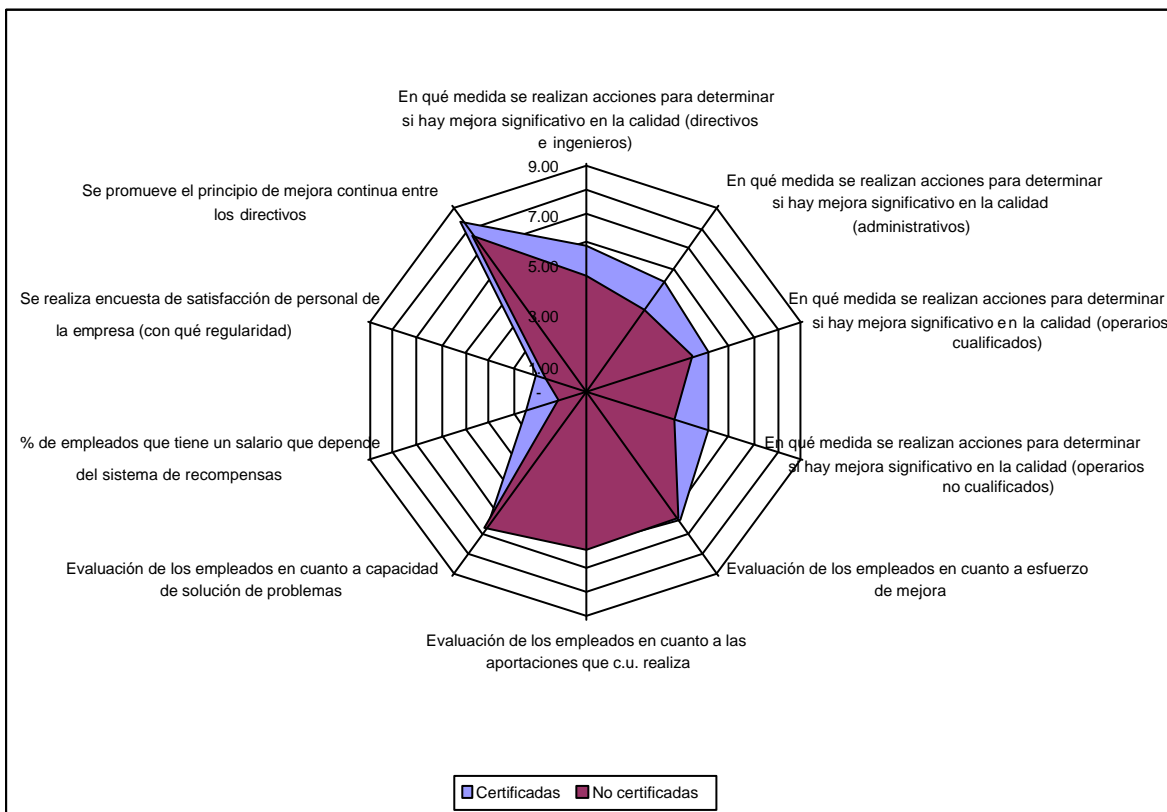 En qué medida se realizan acciones para determinar
si hay mejora significativo en la calidad (directivos
e ingenieros)
9.00
7.00
5.00
3.00
1.00
-
En qué medida se realizan acciones para determinar
si hay mejora significativo en la calidad
(administrativos)
En qué medida se realizan acciones para determinar
si hay mejora significativo en la calidad (operarios
cualificados)
En qué medida se realizan acciones para determinar
si hay mejora significativo en la calidad (operarios
no cualificados)
Evaluación de los empleados en cuanto a esfuerzo
de mejora
Evaluación de los empleados en cuanto a las
aportaciones que c.u. realiza
Evaluación de los empleados en cuanto a capacidad
de solución de problemas
% de empleados que tiene un salario que depende
del sistema de recompensas
Se realiza encuesta de satisfacción de personal de
la empresa (con qué regularidad)
Se promueve el principio de mejora continua entre
los directivos
Certificadas No certificadas